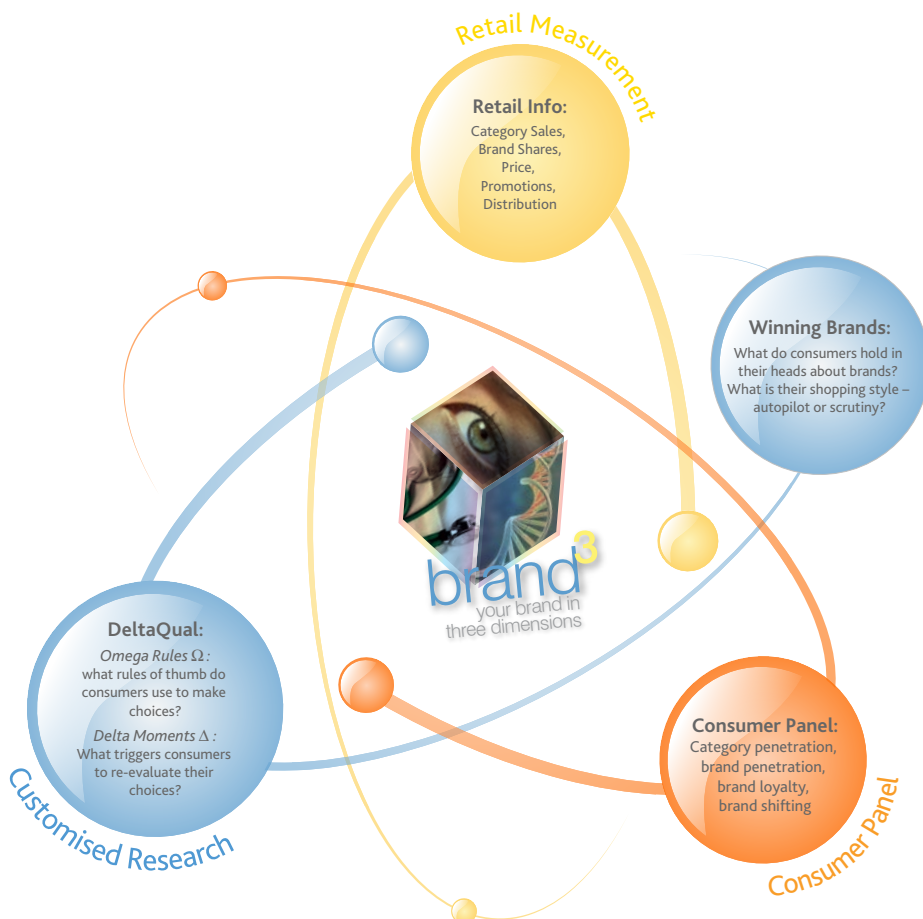 Retail Measurement
Retail Info:
Category Sales,
Brand Shares,
Price,
Promotions,
Distribution
Winning Brands:
What do consumers hold in
their heads about brands?
What is their shopping style –
autopilot or scrutiny?
brand3
your brand in
three dimensions
DeltaQual:
Omega Rules Ω :
what rules of thumb do
consumers use to make
choices?
Delta Moments Δ :
What triggers consumers
to re-evaluate their
choices?
Customised Research
Consumer Panel:
Category penetration,
brand penetration,
brand loyalty,
brand shifting
Consumer Panel